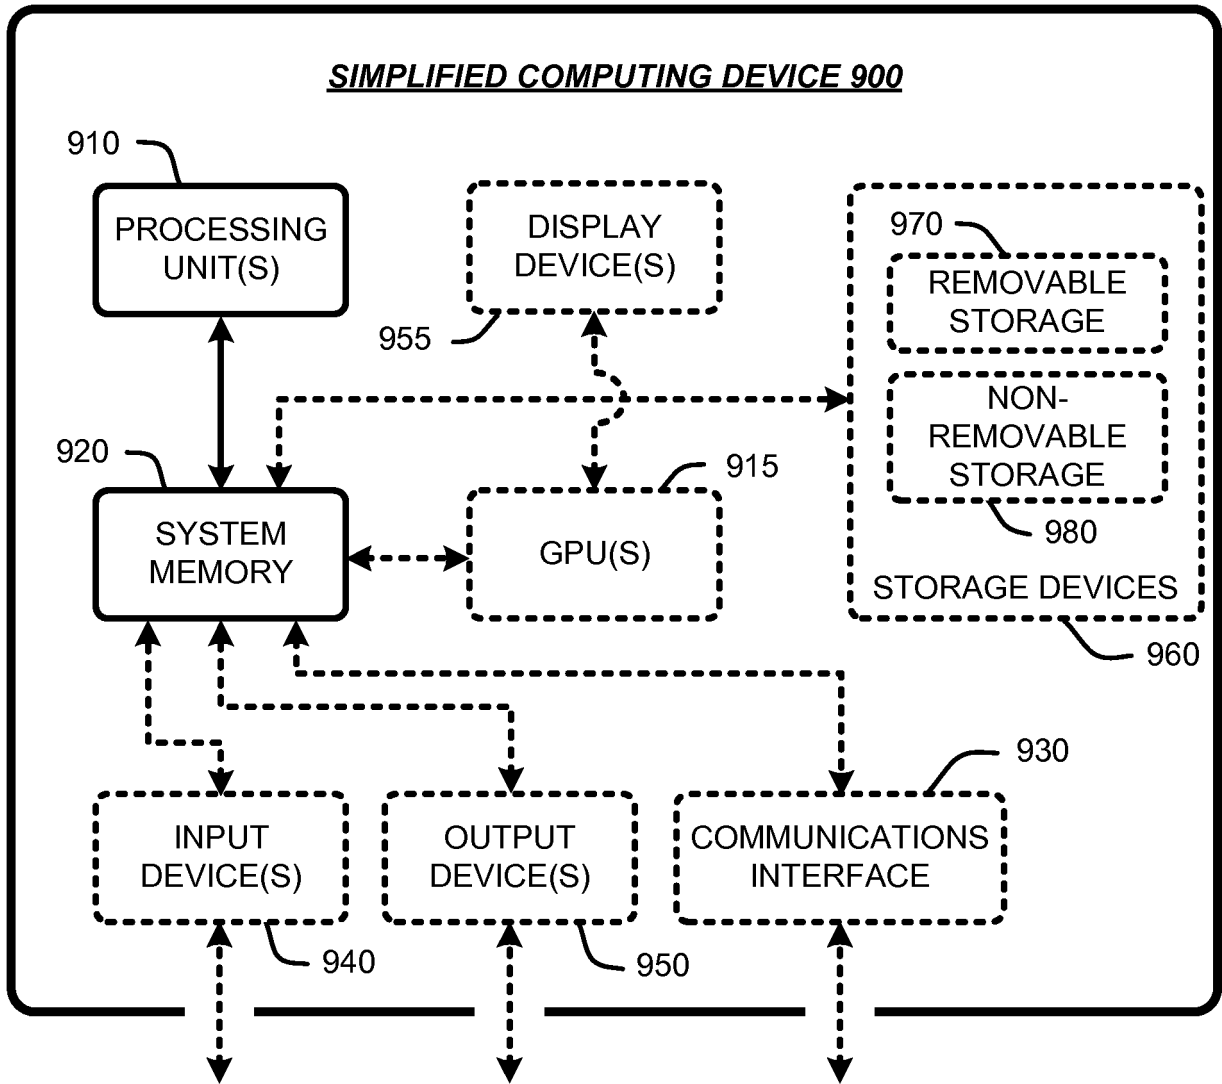 SIMPLIFIED COMPUTING DEVICE 900
910
PROCESSING
UNIT(S)
DISPLAY
DEVICE(S)
955
970
REMOVABLE
STORAGE
NON-
REMOVABLE
STORAGE
980
STORAGE DEVICES
960
920
SYSTEM
MEMORY
915
GPU(S)
930
INPUT
DEVICE(S)
940
OUTPUT
DEVICE(S)
950
COMMUNICATIONS
INTERFACE